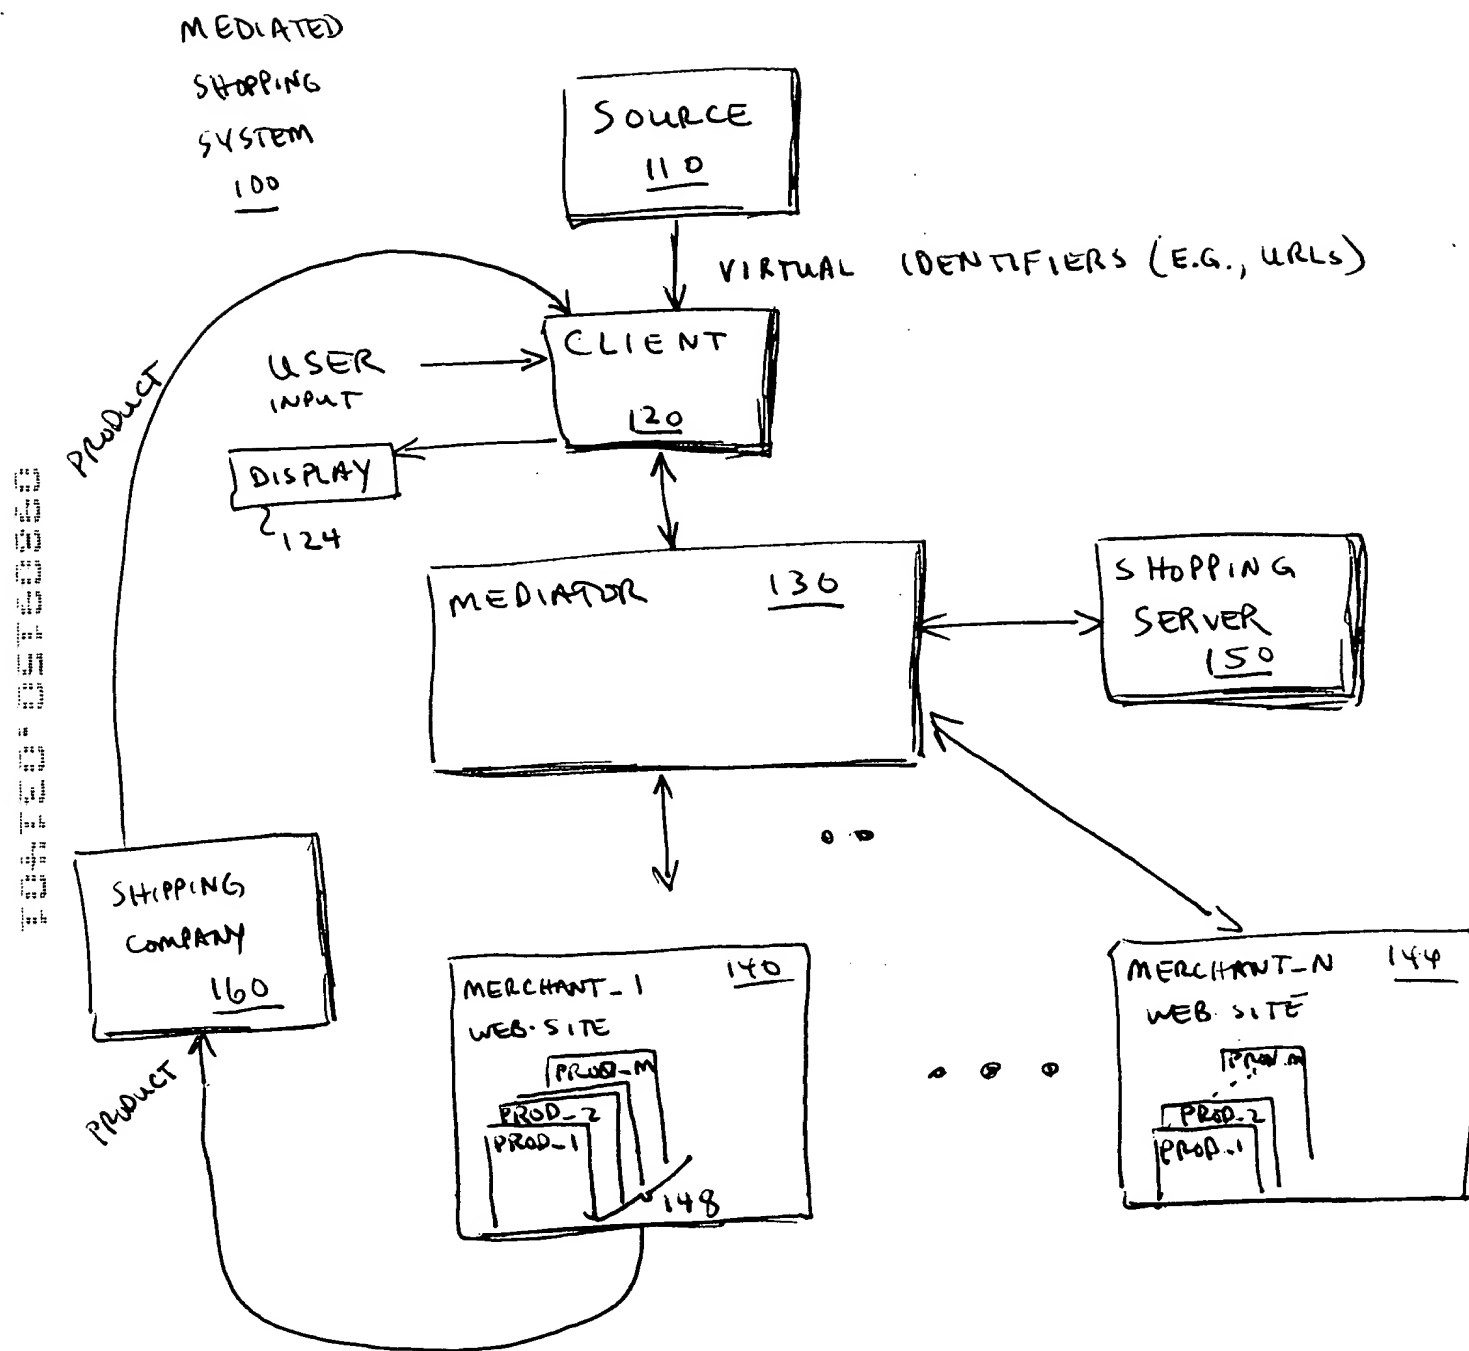 MEDIATED
SHOPPING
SYSTEM
100
SOURCE
110
VIRTUAL IDENTIFIERS (E.G., URLS)
CLIENT
120
USER
INPUT
PRODUCT
DISPLAY
124
MEDIATOR 130
SHOPPING
SERVER
150
SHIPPING
COMPANY
160
PRODUCT
MERCHANT_1 140
WEB SITE
PROD_M
PROD_2
PROD_1
148
MERCHANT_N 144
WEB SITE
PROD_M
PROD_2
PROD_1